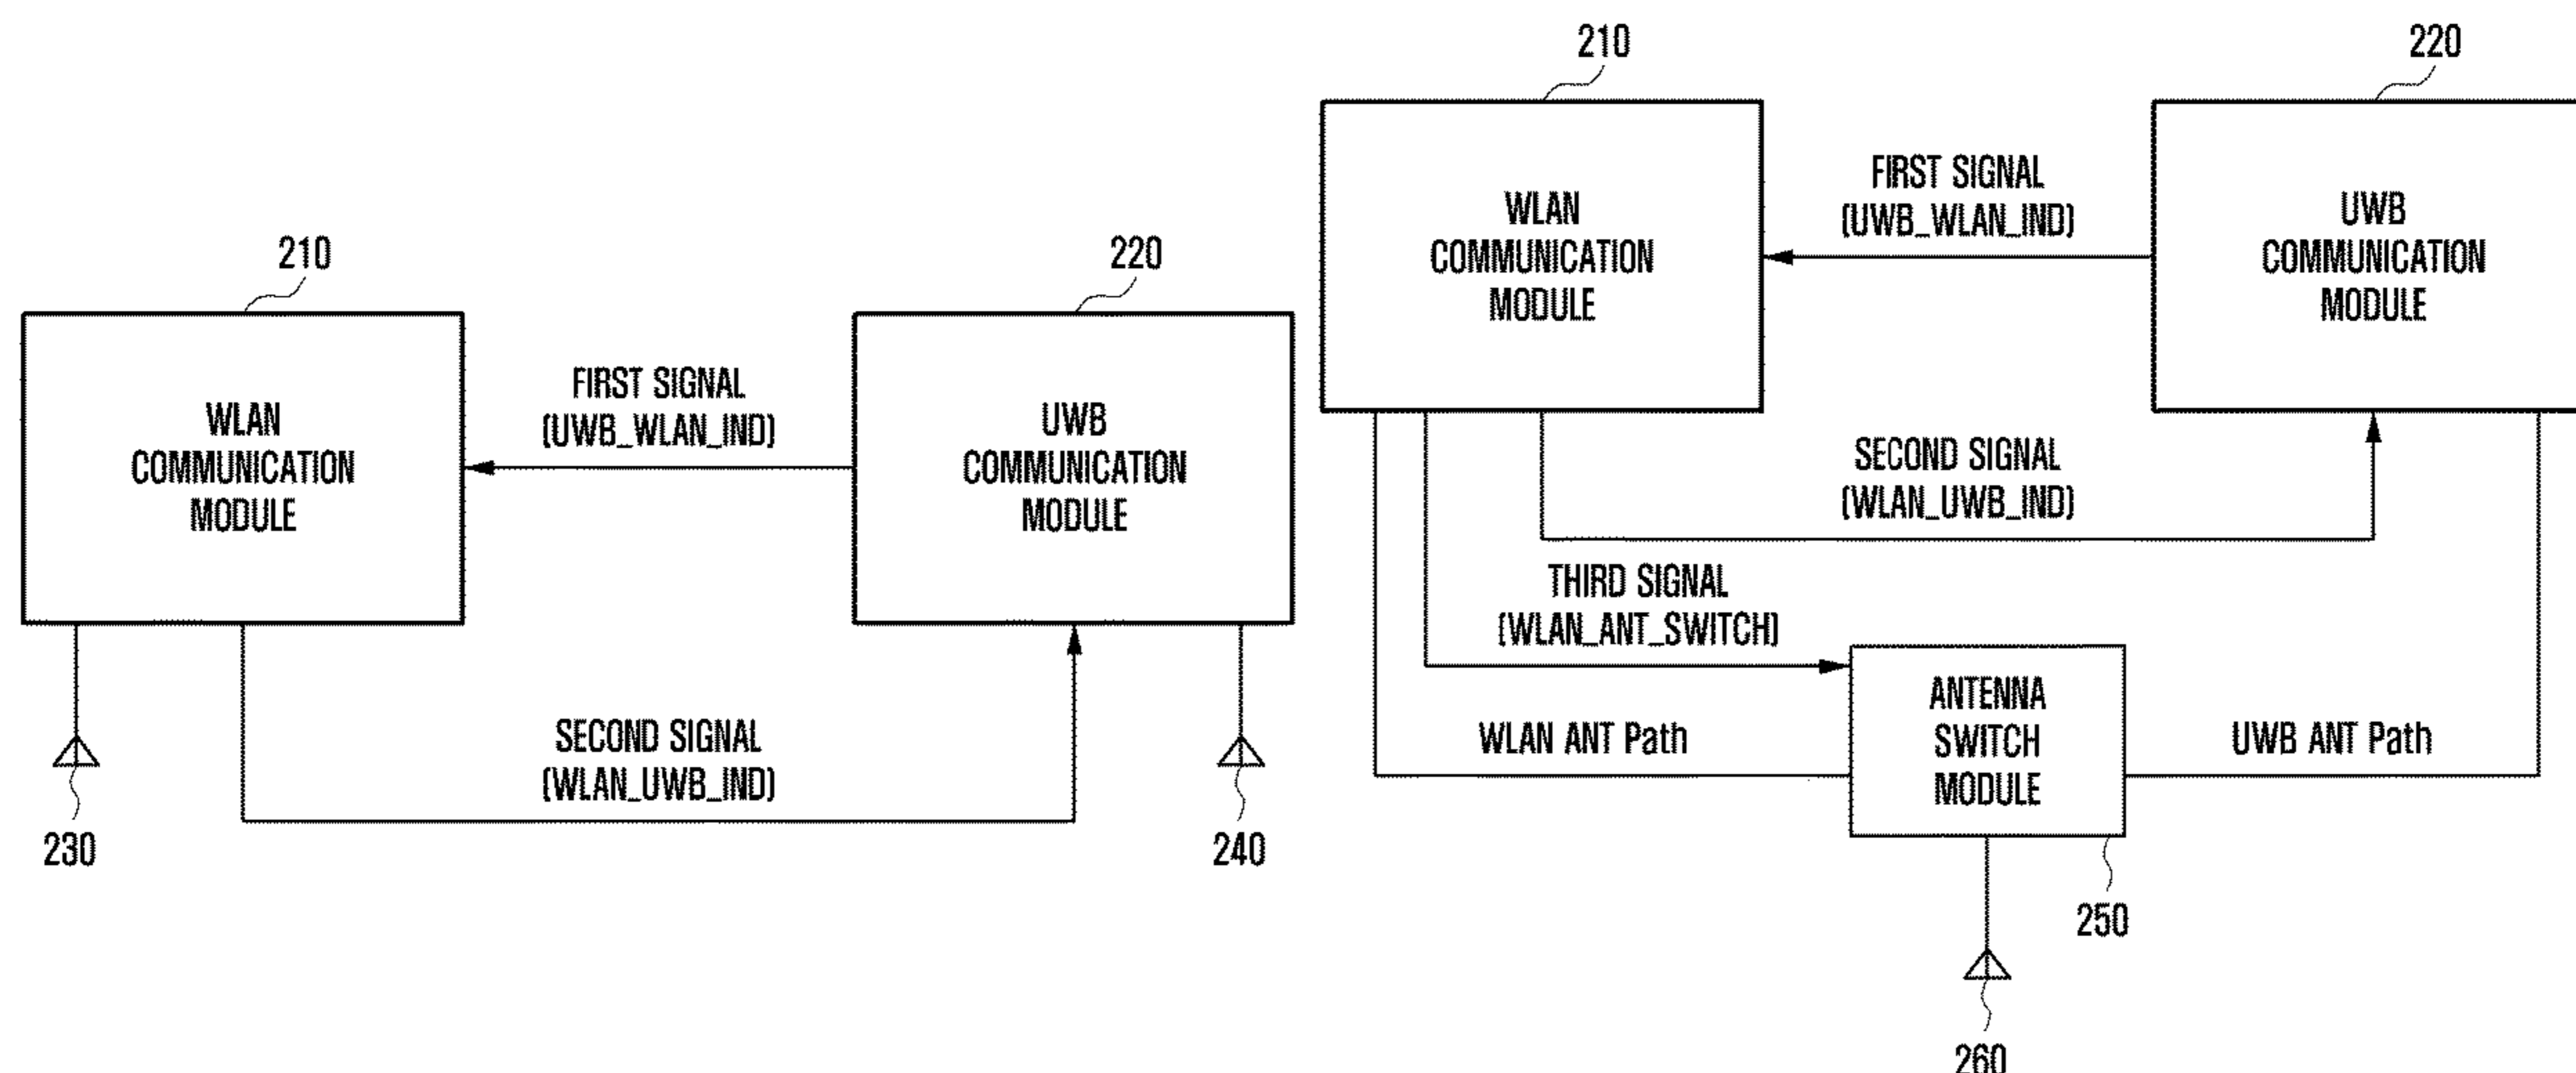 210
220
WLAN
COMMUNICATION
MODULE
FIRST SIGNAL
(UWB_WLAN_IND)
UWB
COMMUNICATION
MODULE
SECOND SIGNAL
(WLAN_UWB_IND)
230
240
210
220
WLAN
COMMUNICATION
MODULE
FIRST SIGNAL
(UWB_WLAN_IND)
UWB
COMMUNICATION
MODULE
SECOND SIGNAL
(WLAN_UWB_IND)
THIRD SIGNAL
(WLAN_ANT_SWITCH)
WLAN ANT Path
ANTENNA
SWITCH
MODULE
UWB ANT Path
250
260